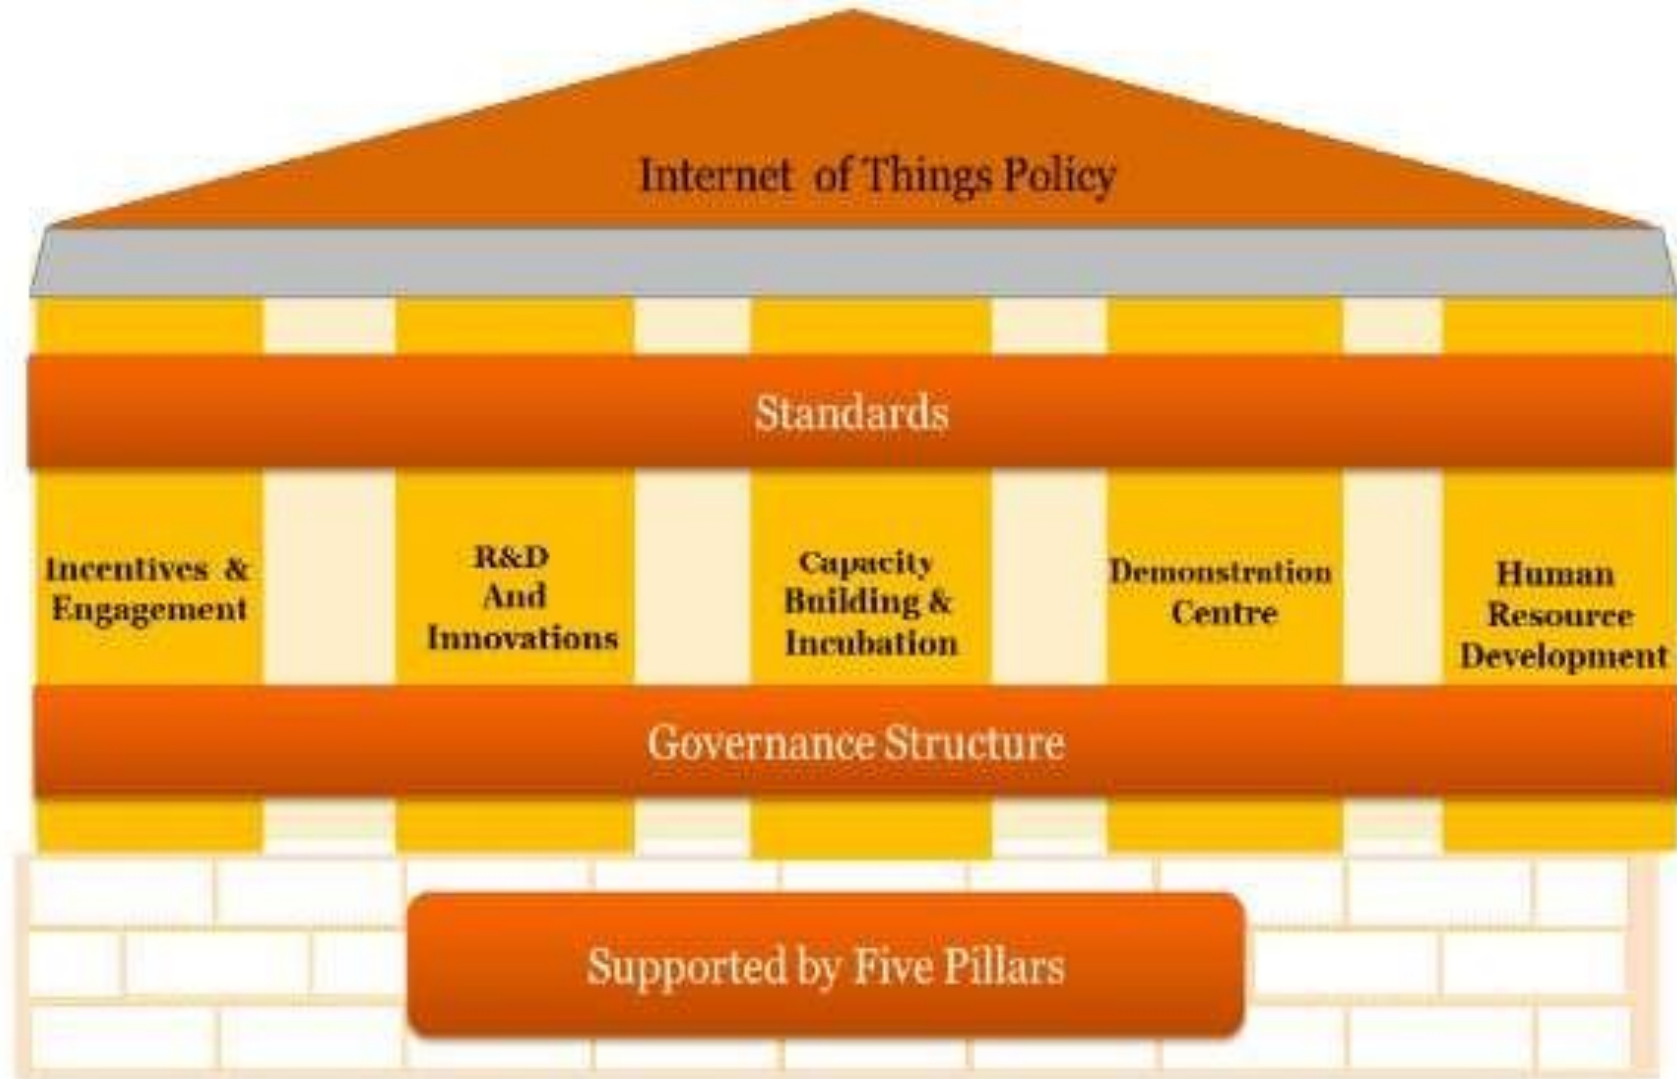 Internet of Things Policy
Standards
Incentives &
Engagement
R&D
And
Innovations
Capacity
Building &
Incubation
Demonstration
Centre
Human
Resource
Development
Governance Structure
Supported by Five Pillars